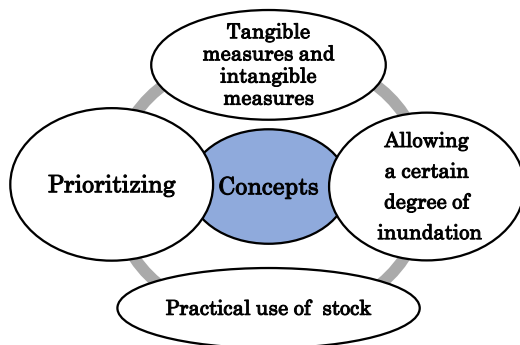 Tangible
measures and
intangible
measures
Prioritizing
Concepts
Allowing
a certain
degree of
inundation
Practical use of stock